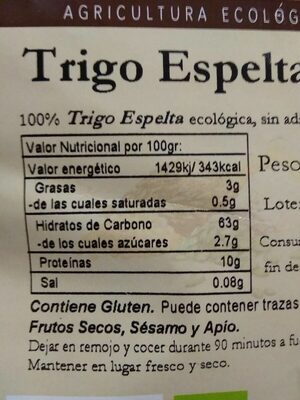 AGRICULTURA ECOLÓG
Trigo Espelta
100% Trigo Espelta ecológica, sin ad
Valor Nutricional por 100gr:
Valor energético 1429kj/ 343kcal
Peso
Grasas 3g
-de las cuales saturadas 0.5g
Lote
Hidratos de Carbono 63g
-de los cuales azúcares 2.7g
Consu
Proteínas 10g
fin de
Sal 0.08g
Contiene Gluten. Puede contener trazas
Frutos Secos, Sésamo y Apio.
Dejar en remojo y cocer durante 90 minutos a fu
Mantener en lugar fresco y seco.